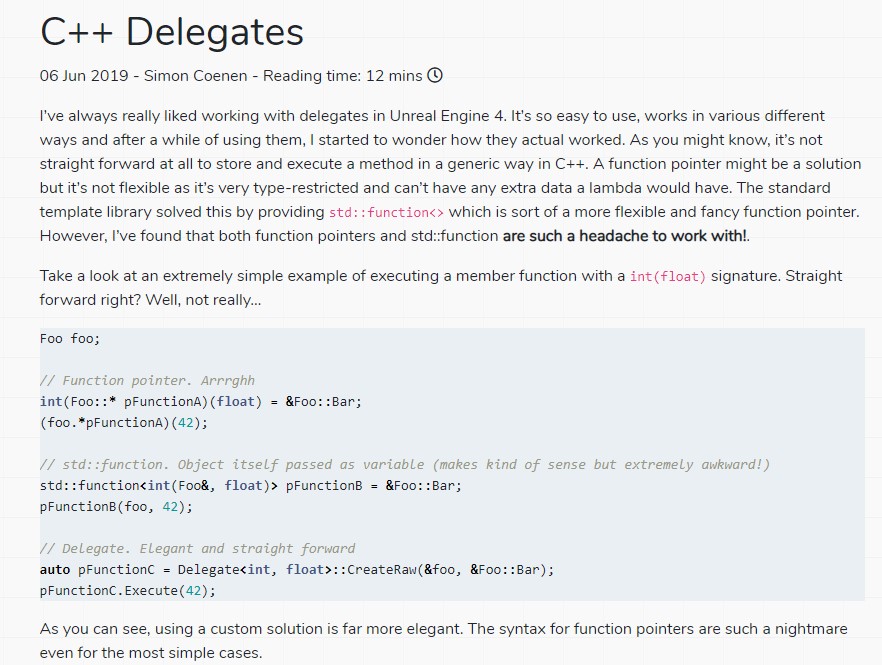 C++ Delegates
06 Jun 2019 - Simon Coenen - Reading time: 12 mins
I've always really liked working with delegates in Unreal Engine 4. It's so easy to use, works in various different
ways and after a while of using them, I started to wonder how they actually worked. As you might know, it's not
straight forward at all to store and execute a method in a generic way in C++. A function pointer might be a solution
but it's not flexible as it's very type-restricted and can't have any extra data a lambda would have. The standard
template library solved this by providing std::function<> which is sort of a more flexible and fancy function pointer.
However, I've found that both function pointers and std::function are such a headache to work with!.
Take a look at an extremely simple example of executing a member function with a int(float) signature. Straight
forward right? Well, not really...
Foo foo;
// Function pointer. Arrrghh
int(Foo::* pFunctionA)(float) = &Foo::Bar;
(foo.*pFunctionA)(42);
// std::function. Object itself passed as variable (makes kind of sense but extremely awkward!)
std::function<int(Foo&, float)> pFunctionB = &Foo::Bar;
pFunctionB(foo, 42);
// Delegate. Elegant and straight forward
auto pFunctionC = Delegate<int, float>::CreateRaw(&foo, &Foo::Bar);
pFunctionC.Execute(42);
As you can see, using a custom solution is far more elegant. The syntax for function pointers are such a nightmare
even for the most simple cases.